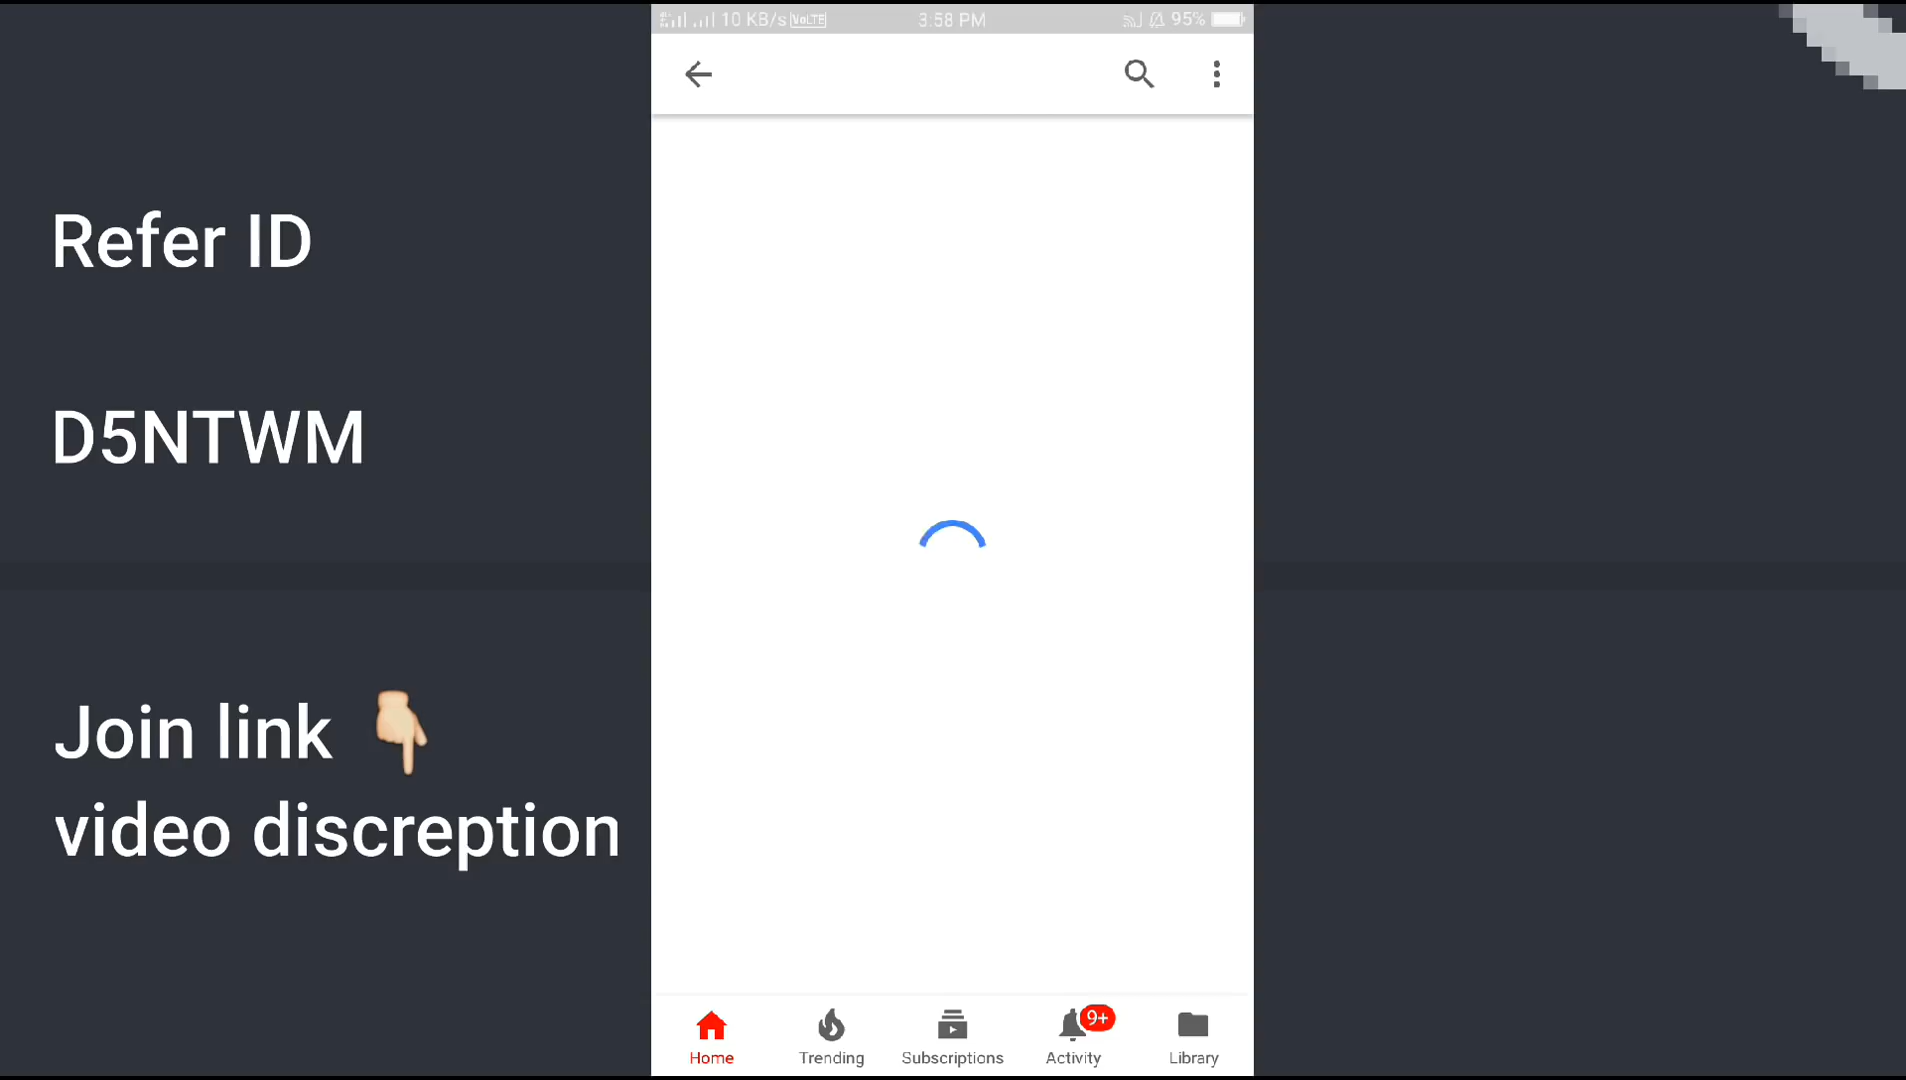 10 KB/s VoLTE 3:58 PM 95%
Refer ID
D5NTWM
Join link 👇🏼
video discreption
Home Trending Subscriptions 9+ Activity Library